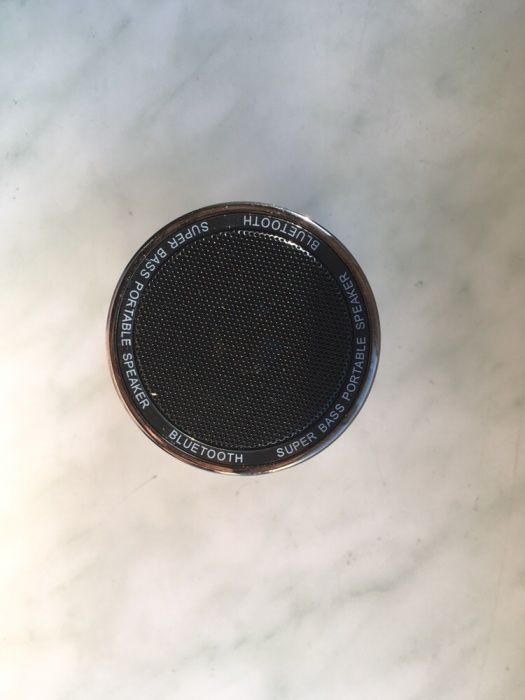 BLUETOOTH
SUPER BASS PORTABLE SPEAKER
BLUETOOTH
SUPER BASS PORTABLE SPEAKER